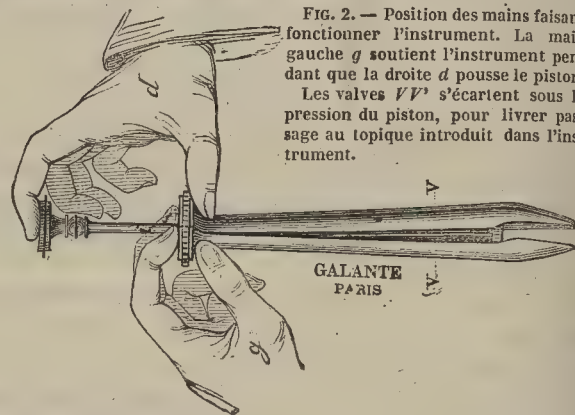 FIG. 2. — Position des mains faisan
fonctionner l'instrument. La mai
gauche g soutient l'instrument pen
dant que la droite d pousse le piston
Les valves VV' s'écartent sous l
pression du piston, pour livrer pas
sage au topique introduit dans l'ins
trument.
d
V
GALANTE
PARIS
V
g